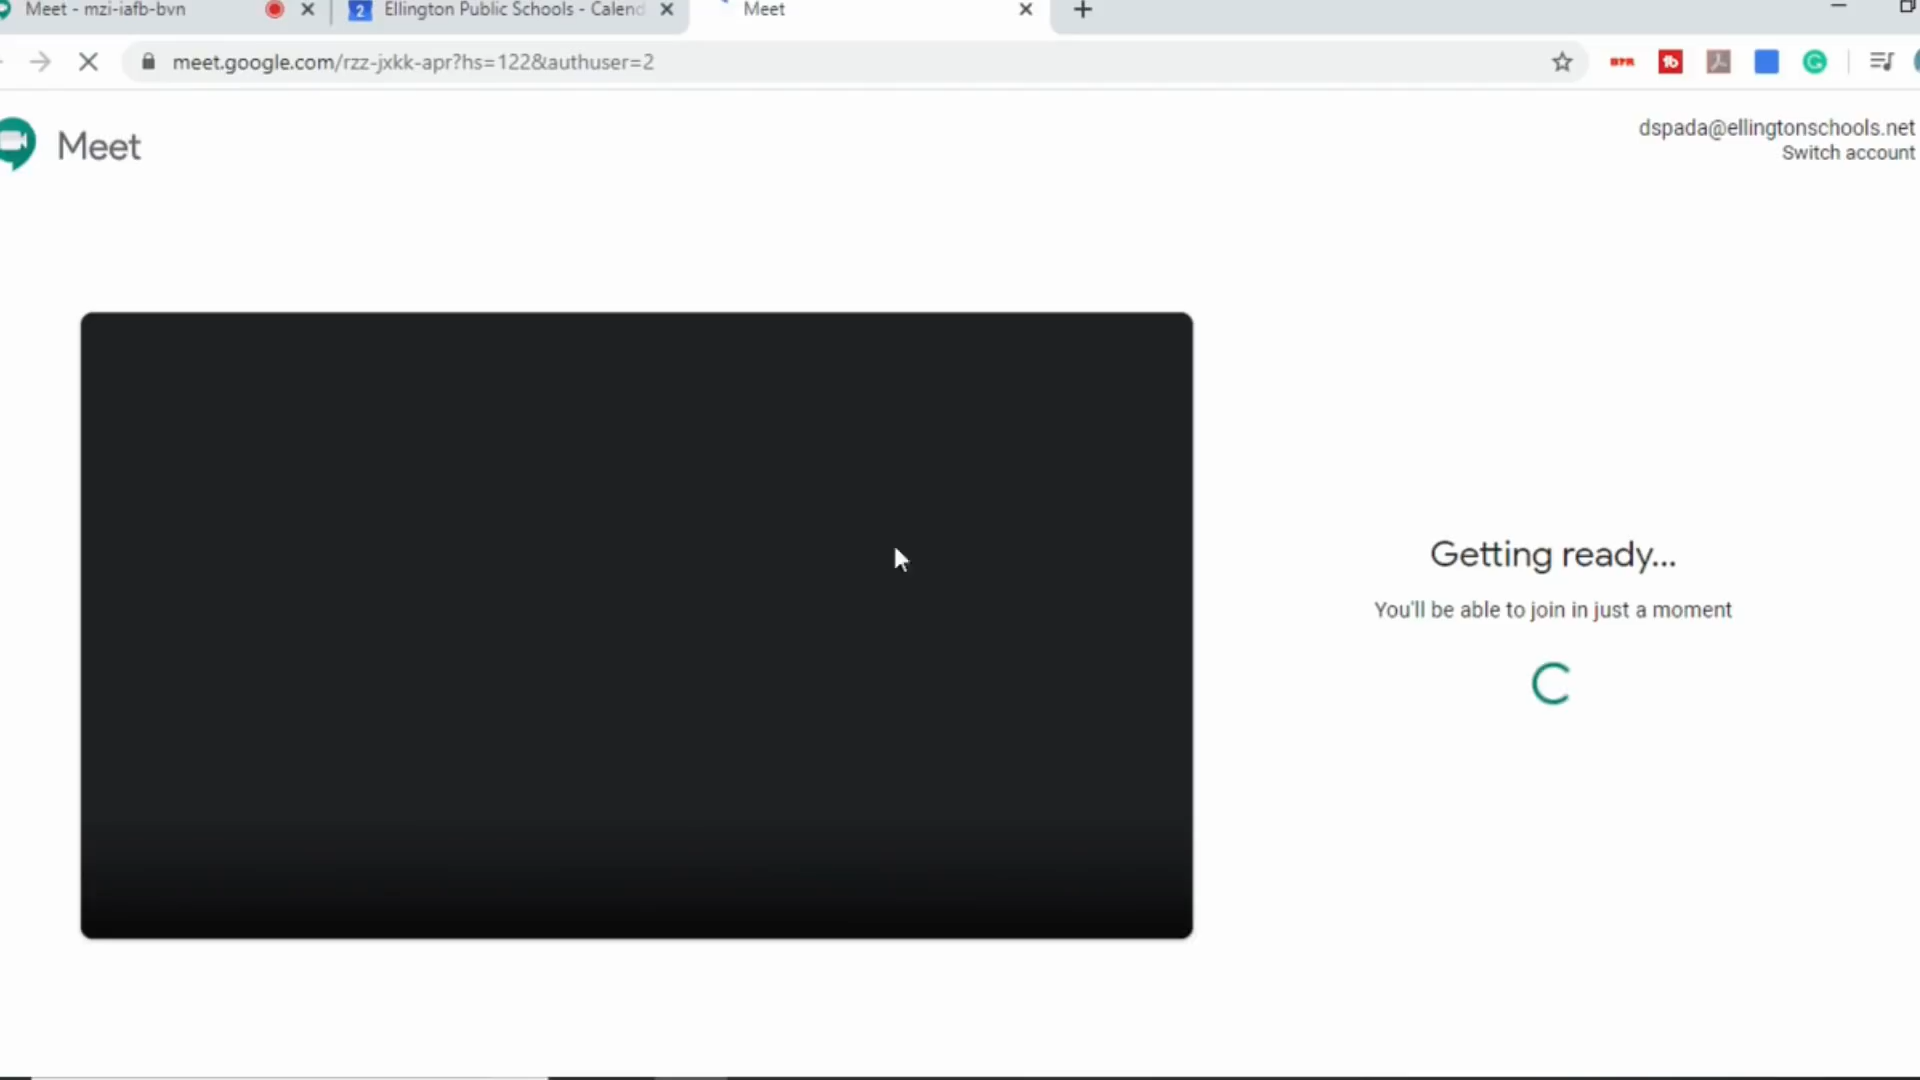 Meet - mzi-iafb-bvn
2 Ellington Public Schools - Calend
Meet
meet.google.com/rzz-jxkk-apr?hs=122&authuser=2
Meet
dspada@ellingtonschools.net
Switch account
Getting ready...
You'll be able to join in just a moment